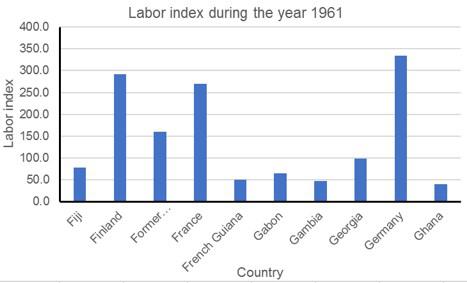 Labor index during the year 1961
400.0
350.0
300.0
250.0
200.0
150.0
100.0
50.0
0.0
Labor index
Fiji
Finland
Former...
France
French Guiana
Gabon
Gambia
Georgia
Germany
Ghana
Country